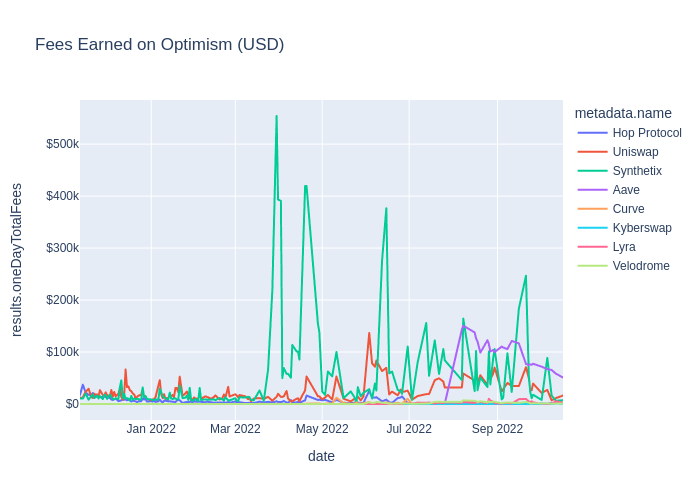 Fees Earned on Optimism (USD)
metadata.name
Hop Protocol
Uniswap
Synthetix
Aave
Curve
Kyberswap
Lyra
Velodrome
results.oneDayTotalFees
$500k
$400k
$300k
$200k
$100k
$0
Jan 2022
Mar 2022
May 2022
Jul 2022
Sep 2022
date